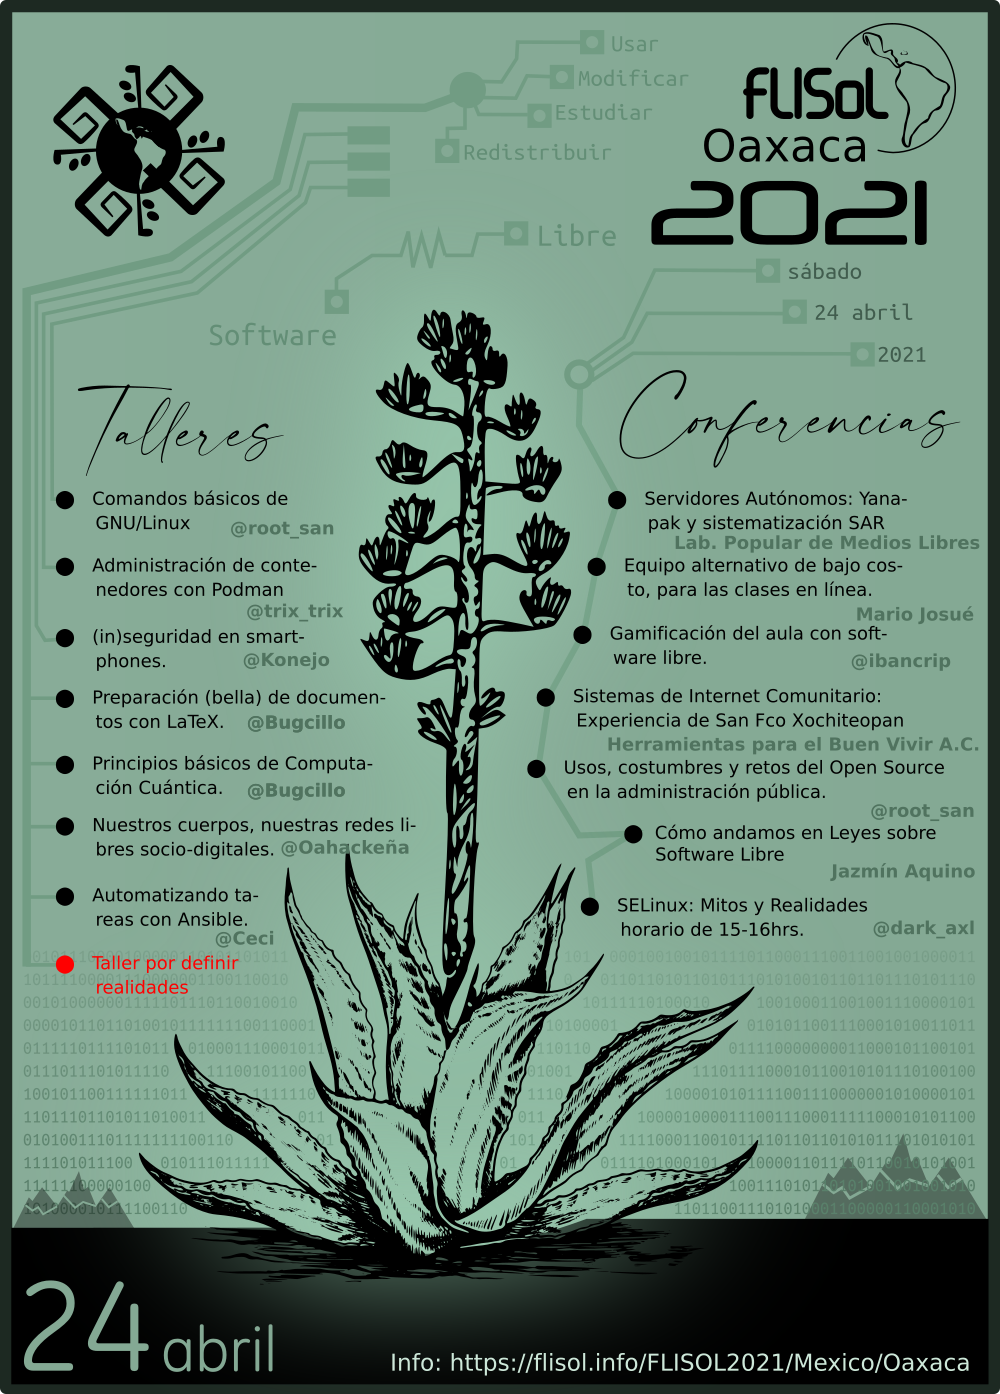 Usar
Modificar
Estudiar
Redistribuir
FLISoL
Oaxaca
2021
Libre
Software
sábado
24 abril
2021
Talleres
Comandos básicos de
GNU/Linux
@root_san
Administración de conte-
nedores con Podman
@trix_trix
(in)seguridad en smart-
phones.
@Konejo
Preparación (bella) de documen-
tos con LaTeX.
@Bugcillo
Principios básicos de Computa-
ción Cuántica.
@Bugcillo
Nuestros cuerpos, nuestras redes li-
bres socio-digitales.
@Oahackeña
Automatizando ta-
reas con Ansible.
@Ceci
Taller por definir
realidades
Conferencias
Servidores Autónomos: Yana-
pak y sistematización SAR
Lab. Popular de Medios Libres
Equipo alternativo de bajo cos-
to, para las clases en línea.
Mario Josué
Gamificación del aula con soft-
ware libre.
@ibancrip
Sistemas de Internet Comunitario:
Experiencia de San Fco Xochiteopan
Herramientas para el Buen Vivir A.C.
Usos, costumbres y retos del Open Source
en la administración pública.
@root_san
Cómo andamos en Leyes sobre
Software Libre
Jazmín Aquino
SELinux: Mitos y Realidades
horario de 15-16hrs.
@dark_axl
24 abril
Info: https://flisol.info/FLISOL2021/Mexico/Oaxaca